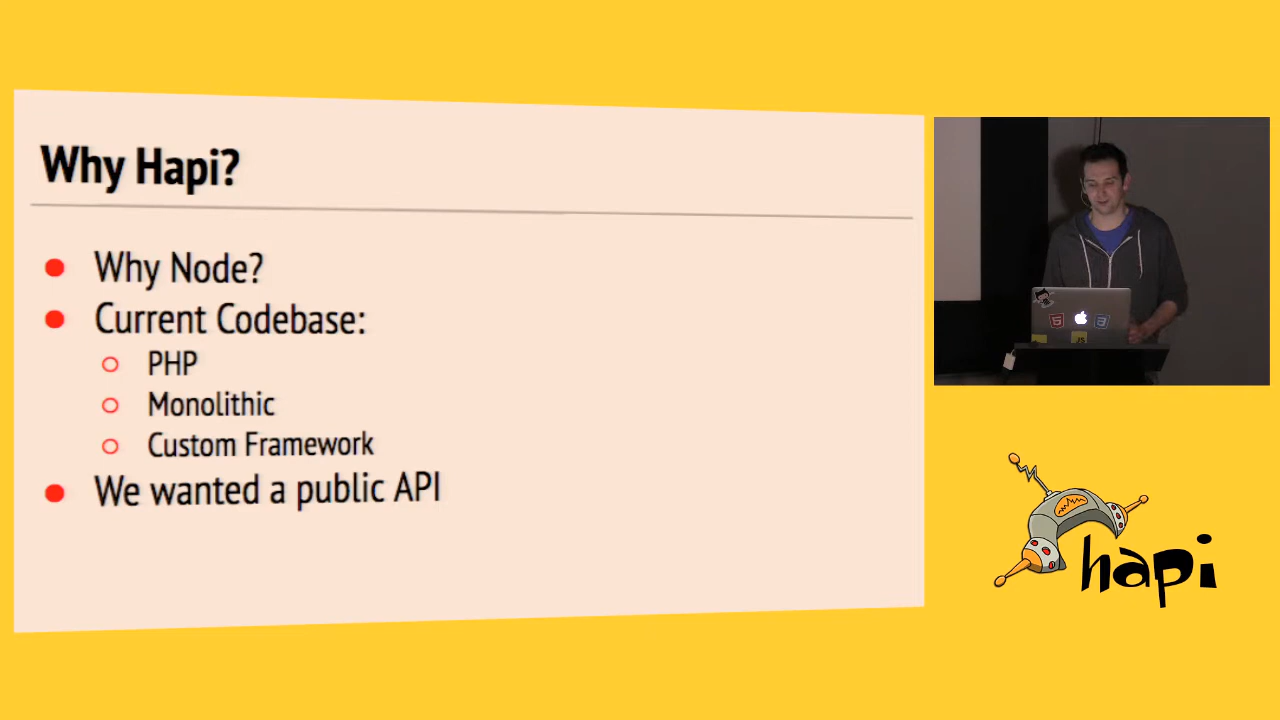 Why Hapi?
Why Node?
Current Codebase:
PHP
Monolithic
Custom Framework
We wanted a public API
hapi